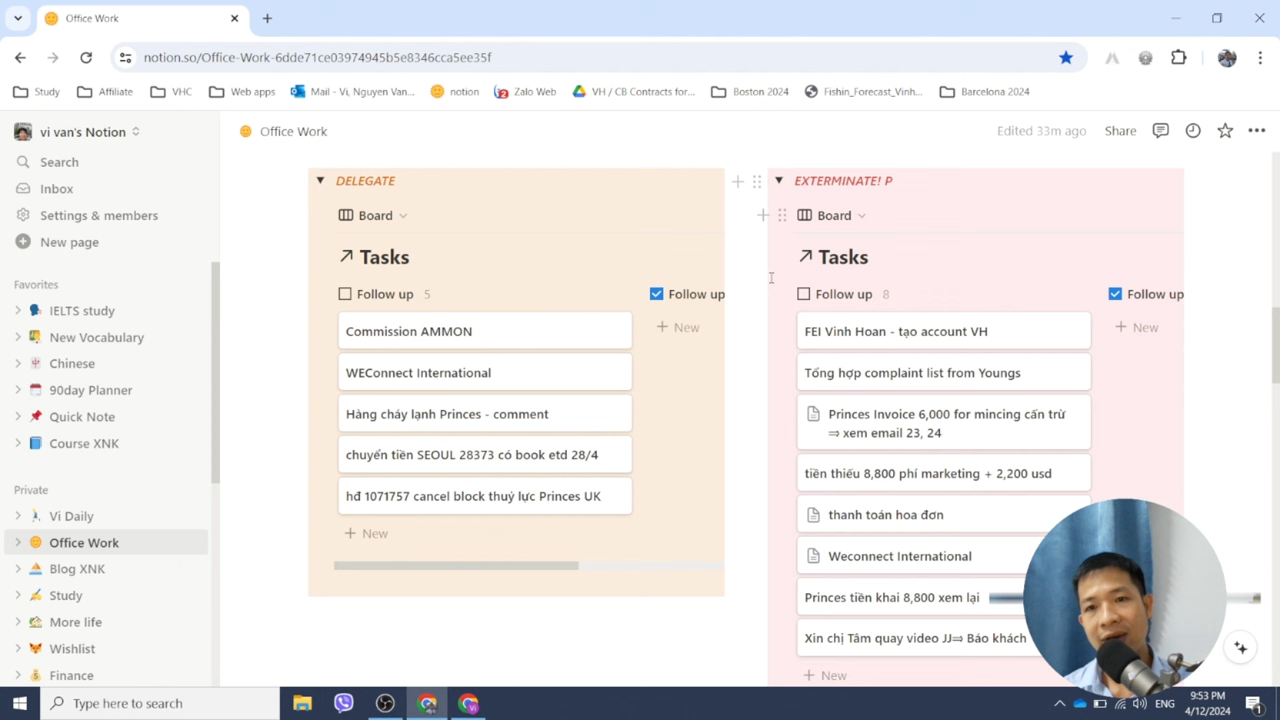 Office Work
notion.so/Office-Work-6dde71ce03974945b5e8346cca5ee35f
Study
Affiliate
VHC
Web apps
Mail - Vi, Nguyen Van...
notion
Zalo Web
VH / CB Contracts for...
Boston 2024
Fishin_Forecast_Vinh...
Barcelona 2024
vi van's Notion
Office Work
Edited 33m ago
Share
Search
Inbox
Settings & members
New page
Favorites
IELTS study
New Vocabulary
Chinese
90day Planner
Quick Note
Course XNK
Private
Vi Daily
Office Work
Blog XNK
Study
More life
Wishlist
Finance
DELEGATE
Board
Tasks
Follow up 5
Follow up
Commission AMMON
New
WEConnect International
Hàng cháy lạnh Princes - comment
chuyển tiền SEOUL 28373 có book etd 28/4
hđ 1071757 cancel block thuỷ lực Princes UK
New
EXTERMINATE! P
Board
Tasks
Follow up 8
Follow up
FEI Vinh Hoan - tạo account VH
New
Tổng hợp complaint list from Youngs
Princes Invoice 6,000 for mincing cấn trừ
⇒ xem email 23, 24
tiền thiếu 8,800 phí marketing + 2,200 usd
thanh toán hoa đơn
Weconnect International
Princes tiền khai 8,800 xem lại
Xin chị Tâm quay video JJ⇒ Báo khách
New
Type here to search
ENG
9:53 PM
4/12/2024
1